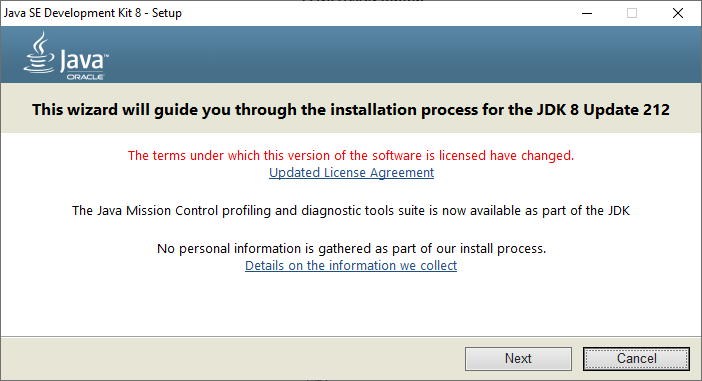 Java SE Development Kit 8 - Setup
Java™
ORACLE
This wizard will guide you through the installation process for the JDK 8 Update 212
The terms under which this version of the software is licensed have changed.
Updated License Agreement
The Java Mission Control profiling and diagnostic tools suite is now available as part of the JDK
No personal information is gathered as part of our install process.
Details on the information we collect
Next
Cancel